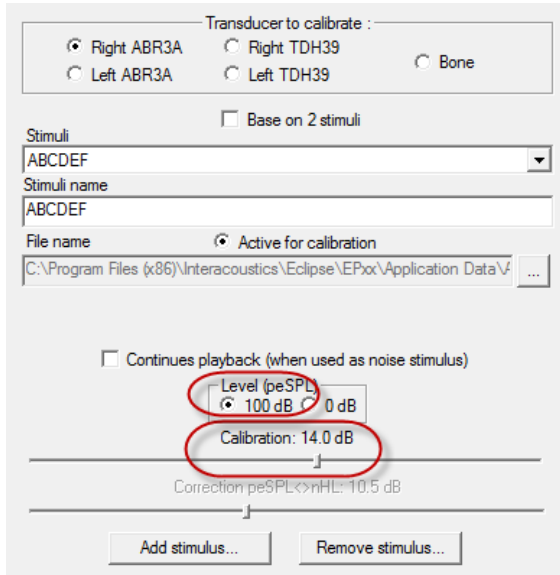 Transducer to calibrate :
Right ABR3A Right TDH39
Bone
Left ABR3A Left TDH39
Base on 2 stimuli
Stimuli
ABCDEF
Stimuli name
ABCDEF
File name Active for calibration
C:\Program Files (x86)\Interacoustics\Eclipse\EPxx\Application Data\ ...
Continues playback (when used as noise stimulus)
Level (peSPL)
100 dB 0 dB
Calibration: 14.0 dB
Correction peSPL<>nHL: 10.5 dB
Add stimulus... Remove stimulus...